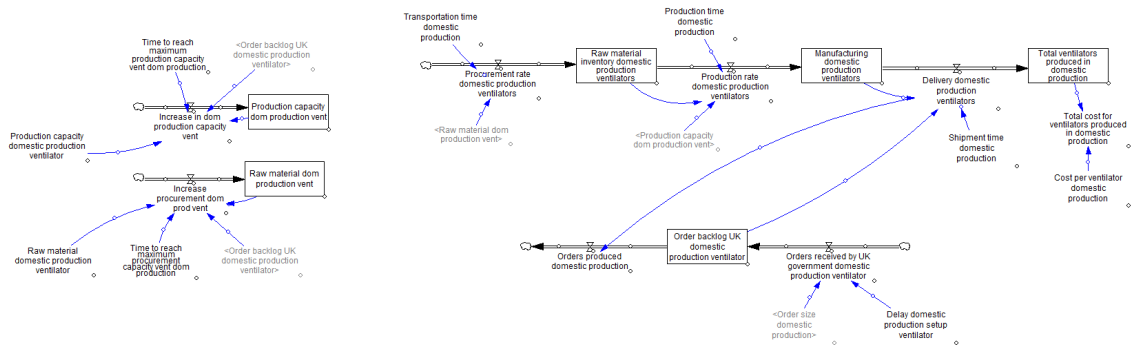 Time to reach
maximum
production capacity
vent dom production
<Order backlog UK
domestic production
ventilator>
Increase in dom
production capacity
vent
Production capacity
dom production vent
Production capacity
domestic production
ventilator
Increase
procurement dom
prod vent
Raw material dom
production vent
Raw material
domestic production
ventilator
Time to reach
maximum
procurement
capacity vent dom
production
<Order backlog UK
domestic production
ventilator>
Transportation time
domestic
production
Procurement rate
domestic production
ventilators
<Raw material dom
production vent>
Raw material
inventory domestic
production
ventilators
Production time
domestic
production
Production rate
domestic production
ventilators
<Production capacity
dom production vent>
Manufacturing
domestic
production
ventilators
Delivery domestic
production
ventilators
Shipment time
domestic
production
Total ventilators
produced in
domestic
production
Total cost for
ventilators produced
in domestic
production
Cost per ventilator
domestic
production
Orders produced
domestic production
Order backlog UK
domestic
production ventilator
Orders received by UK
government domestic
production ventilator
<Order size
domestic
production>
Delay domestic
production setup
ventilator